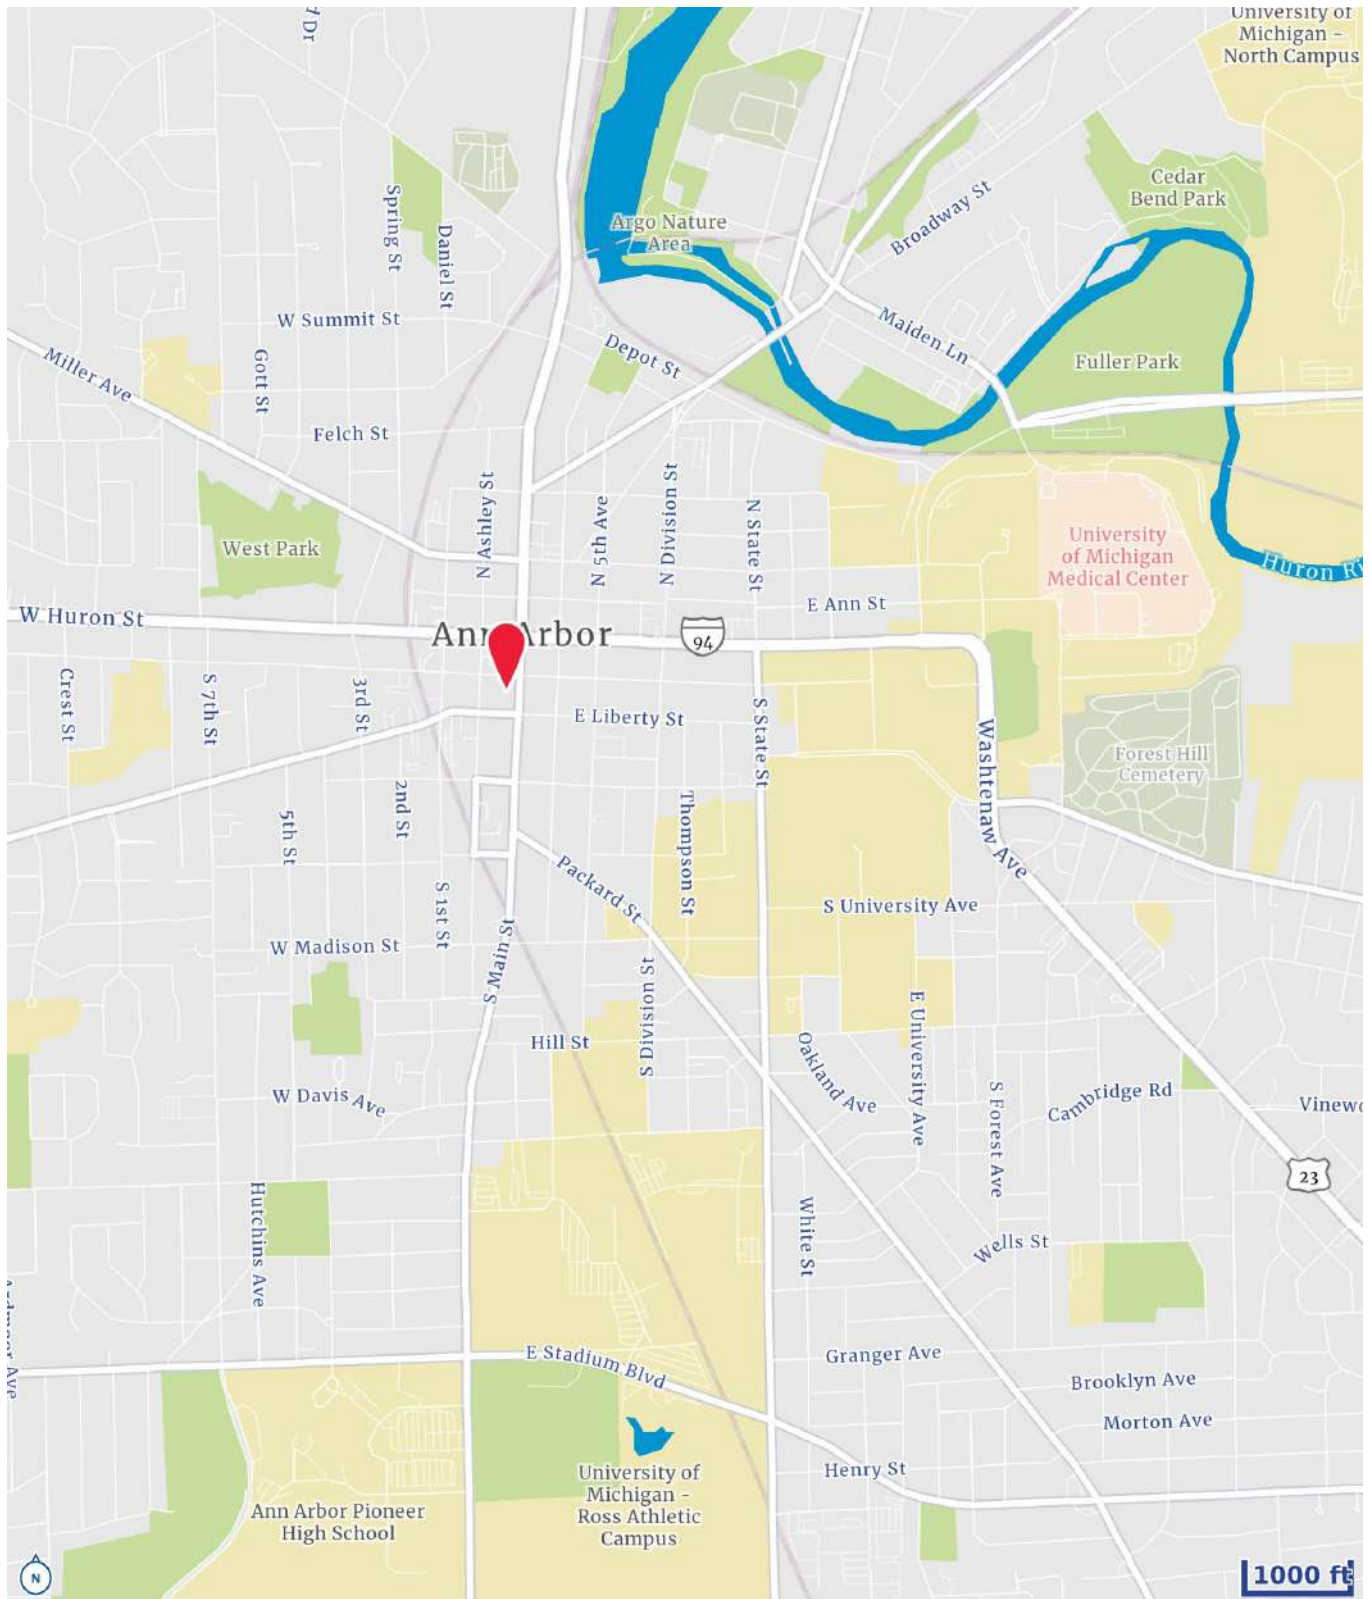 University of
Michigan -
North Campus
Cedar
Bend Park
Spring St
Daniel St
Argo Nature
Area
Broadway St
W Summit St
Maiden Ln
Depot St
Miller Ave
Gott St
Fuller Park
Felch St
N Ashley St
N 5th Ave
N Division St
N State St
West Park
University
of Michigan
Medical Center
Huron
E Ann St
W Huron St
Ann Arbor
94
Crest St
S 7th St
3rd St
E Liberty St
S State St
Washtenaw Ave
Forest Hill
Cemetery
5th St
2nd St
Thompson St
Packard St
S 1st St
S University Ave
W Madison St
S Main St
S Division St
Hill St
Oakland Ave
E University Ave
S Forest Ave
Cambridge Rd
W Davis Ave
23
Hutchins Ave
White St
Wells St
E Stadium Blvd
Granger Ave
Brooklyn Ave
Morton Ave
Henry St
University of
Michigan -
Ross Athletic
Campus
Ann Arbor Pioneer
High School
N
1000 ft